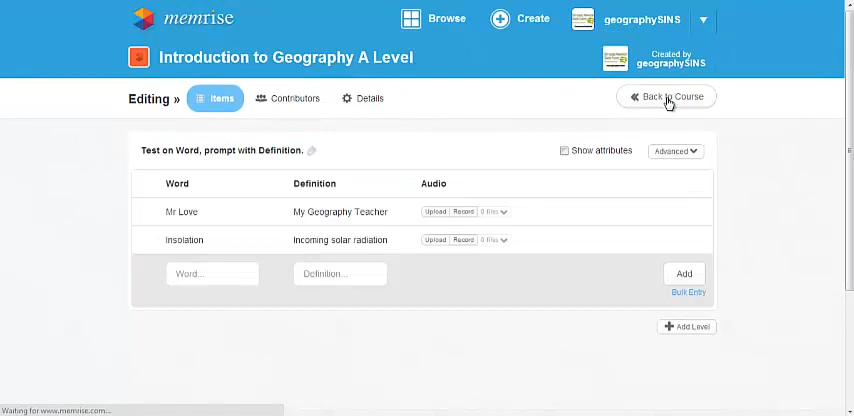 memrise Browse Create geographySINS
Introduction to Geography A Level
Created by
geographySINS
Editing » Items Contributors Details Back to Course
Test on Word, prompt with Definition. Show attributes Advanced
Word Definition Audio
Mr Love My Geography Teacher Upload Record 0 files
Insolation Incoming solar radiation Upload Record 0 files
Word... Definition... Add
Bulk Entry
Add Level
Waiting for www.memrise.com...